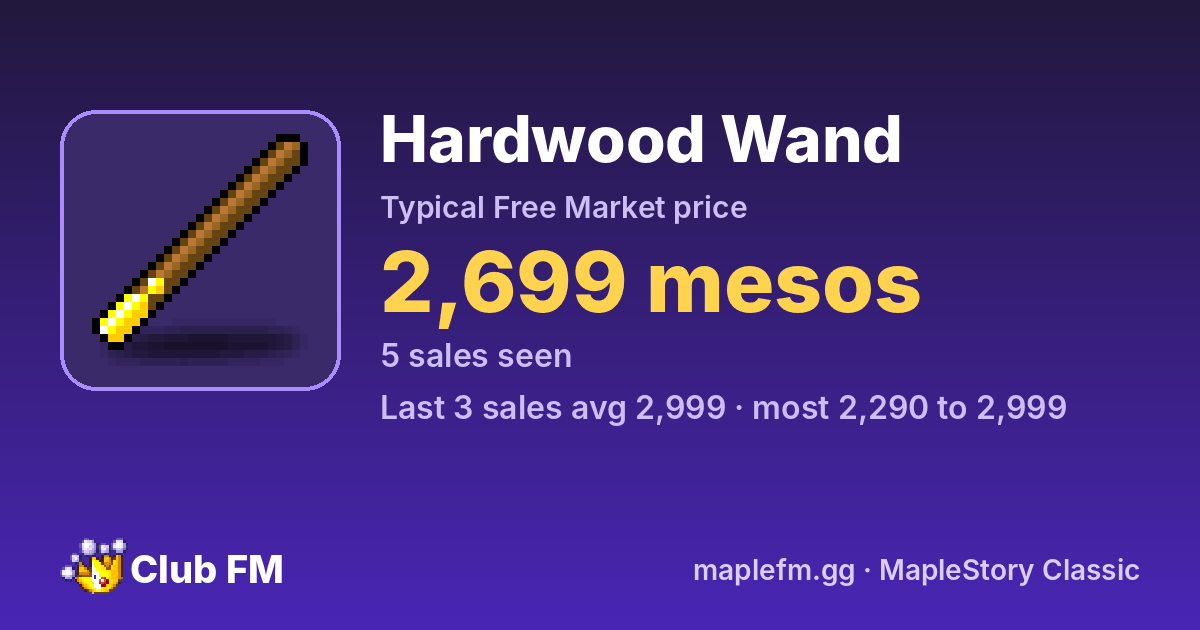 Hardwood Wand
Typical Free Market price
2,699 mesos
5 sales seen
Last 3 sales avg 2,999 · most 2,290 to 2,999
Club FM
maplefm.gg · MapleStory Classic